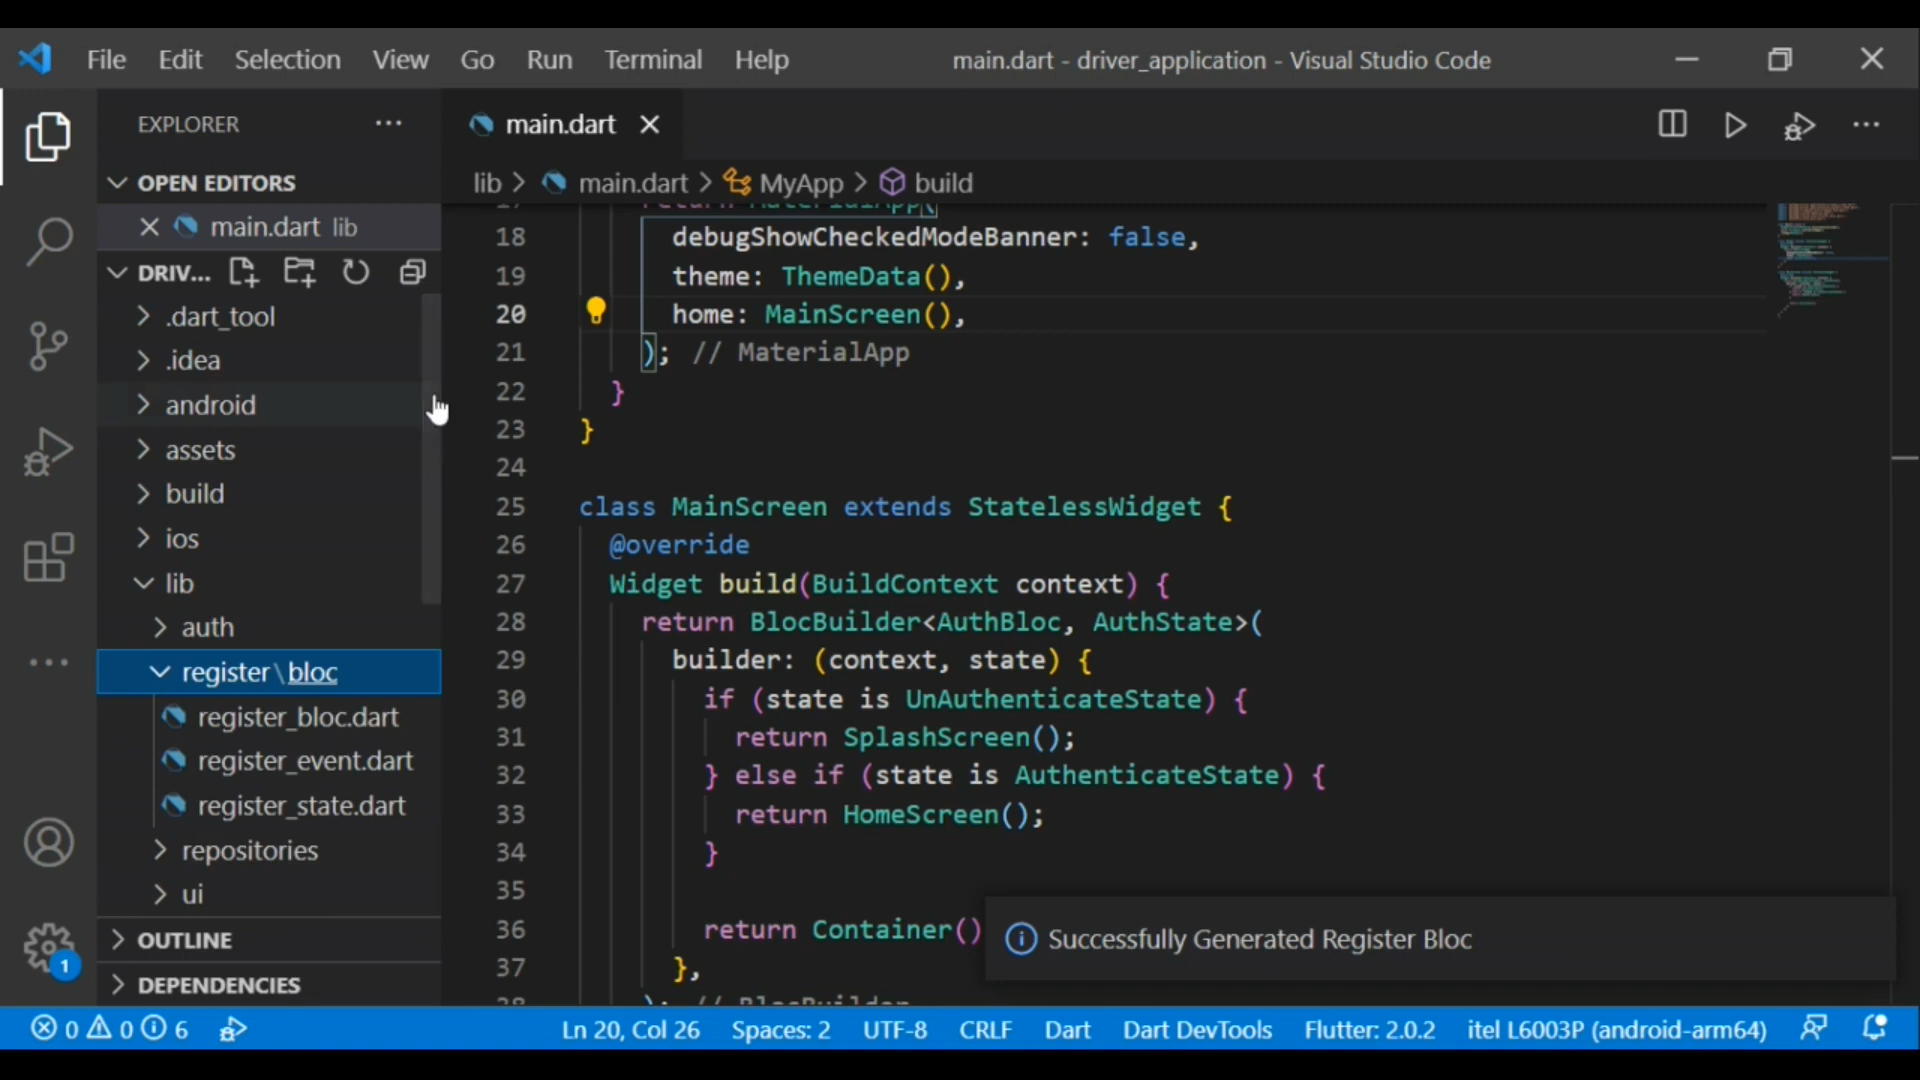 File Edit Selection View Go Run Terminal Help main.dart - driver_application - Visual Studio Code
EXPLORER
OPEN EDITORS
main.dart lib
DRIV...
.dart_tool
.idea
android
assets
build
ios
lib
auth
register\bloc
register_bloc.dart
register_event.dart
register_state.dart
repositories
ui
OUTLINE
DEPENDENCIES
1
main.dart
lib > main.dart > MyApp > build
17 return MaterialApp(
18 debugShowCheckedModeBanner: false,
19 theme: ThemeData(),
20 home: MainScreen(),
21 ); // MaterialApp
22 }
23 }
24
25 class MainScreen extends StatelessWidget {
26 @override
27 Widget build(BuildContext context) {
28 return BlocBuilder<AuthBloc, AuthState>(
29 builder: (context, state) {
30 if (state is UnAuthenticateState) {
31 return SplashScreen();
32 } else if (state is AuthenticateState) {
33 return HomeScreen();
34 }
35
36 return Container()
37 },
38 ); // BlocBuilder
Successfully Generated Register Bloc
0 0 6 Ln 20, Col 26 Spaces: 2 UTF-8 CRLF Dart Dart DevTools Flutter: 2.0.2 itel L6003P (android-arm64)